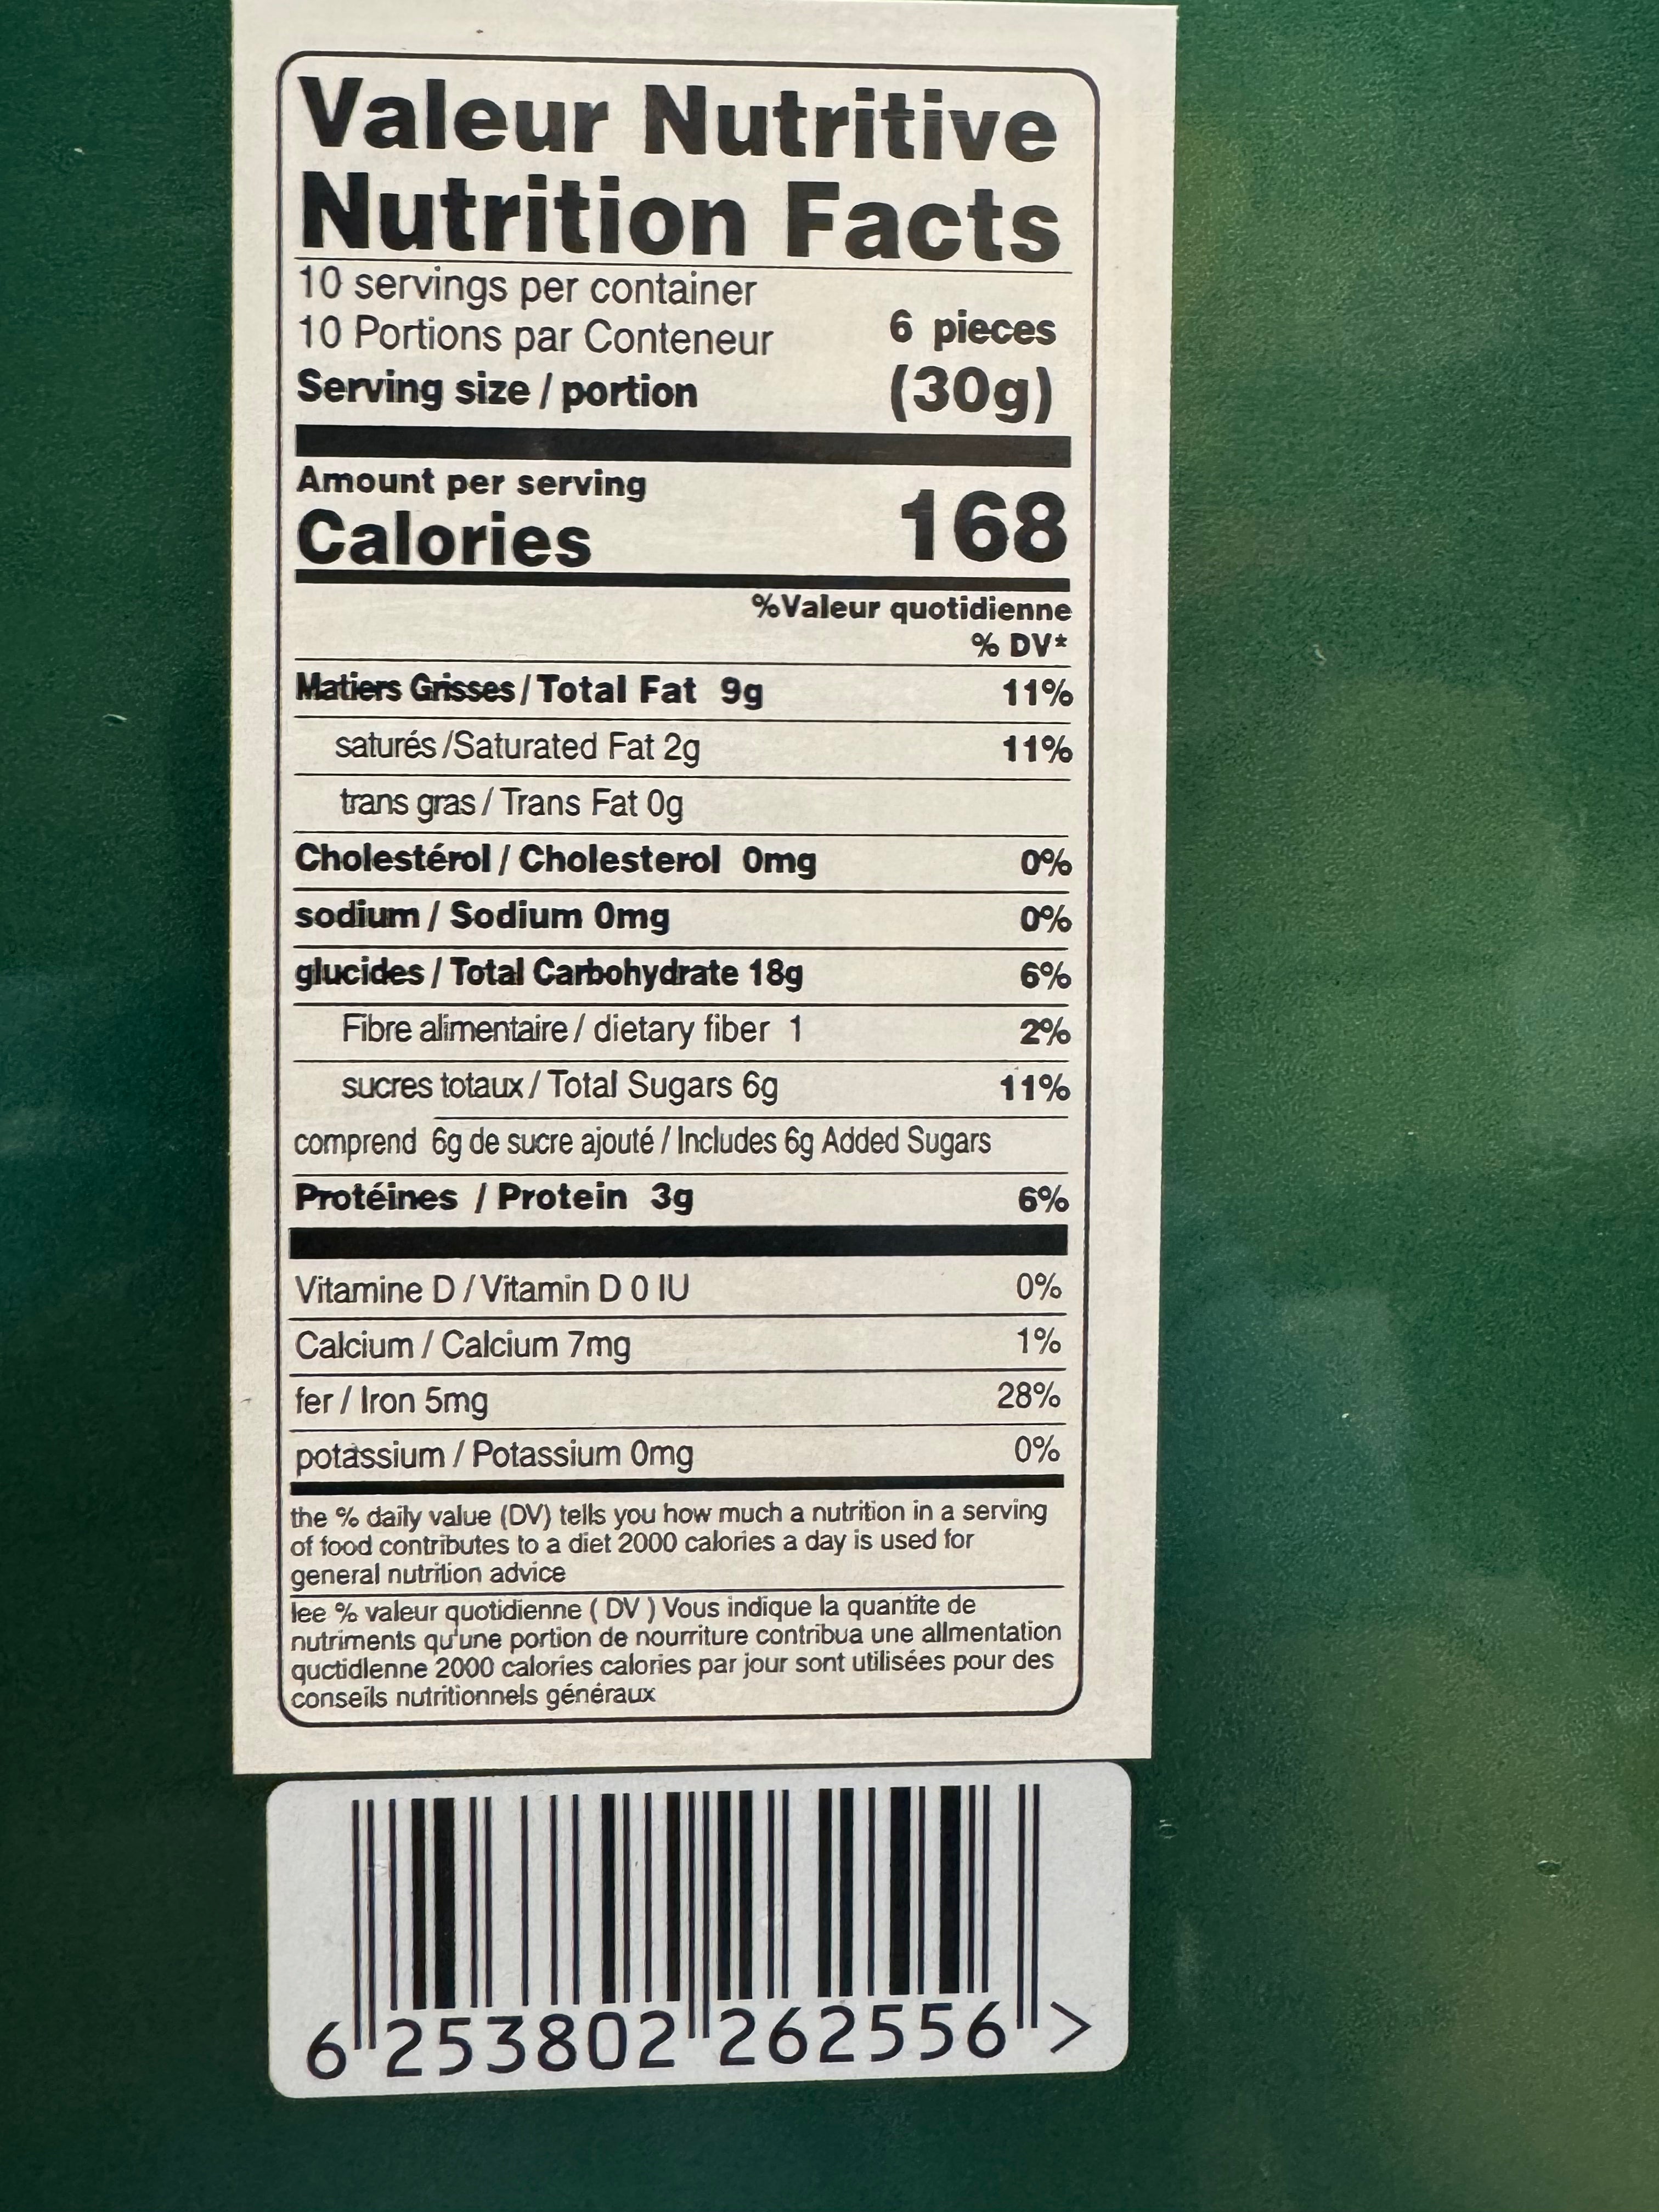 Valeur Nutritive
Nutrition Facts
10 servings per container
10 Portions par Conteneur 6 pieces
Serving size / portion (30g)
Amount per serving
Calories 168
%Valeur quotidienne
% DV*
Matiers Grisses / Total Fat 9g 11%
saturés /Saturated Fat 2g 11%
trans gras / Trans Fat 0g
Cholestérol / Cholesterol 0mg 0%
sodium / Sodium 0mg 0%
glucides / Total Carbohydrate 18g 6%
Fibre alimentaire / dietary fiber 1 2%
sucres totaux / Total Sugars 6g 11%
comprend 6g de sucre ajouté / Includes 6g Added Sugars
Protéines / Protein 3g 6%
Vitamine D / Vitamin D 0 IU 0%
Calcium / Calcium 7mg 1%
fer / Iron 5mg 28%
potassium / Potassium 0mg 0%
the % daily value (DV) tells you how much a nutrition in a serving
of food contributes to a diet 2000 calories a day is used for
general nutrition advice
lee % valeur quotidienne ( DV ) Vous indique la quantite de
nutriments qu'une portion de nourriture contribua une allmentation
quctidlenne 2000 calories calories par jour sont utilisées pour des
conseils nutritionnels généraux
6 253802 262556 >